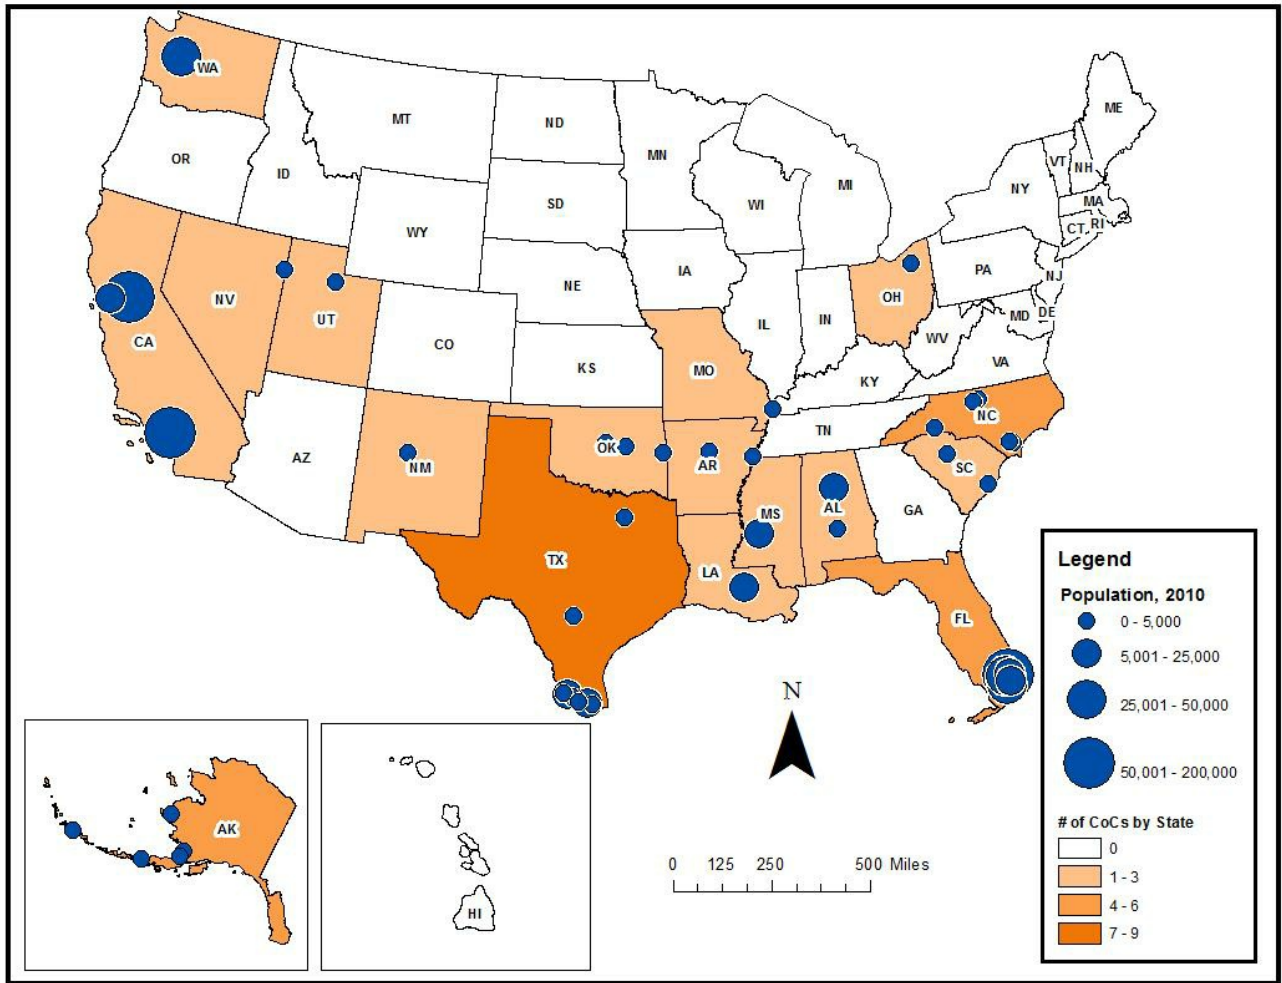 WA
MT
ND
MN
ME
OR
ID
SD
WI
MI
NY
VT
NH
MA
CT
RI
WY
IA
PA
NJ
NV
UT
NE
IL
IN
OH
MD
DE
WV
VA
CA
CO
KS
MO
KY
AZ
NM
OK
AR
TN
NC
SC
MS
AL
GA
TX
LA
FL
AK
HI
N
0 125 250 500 Miles
Legend
Population, 2010
0 - 5,000
5,001 - 25,000
25,001 - 50,000
50,001 - 200,000
# of CoCs by State
0
1 - 3
4 - 6
7 - 9